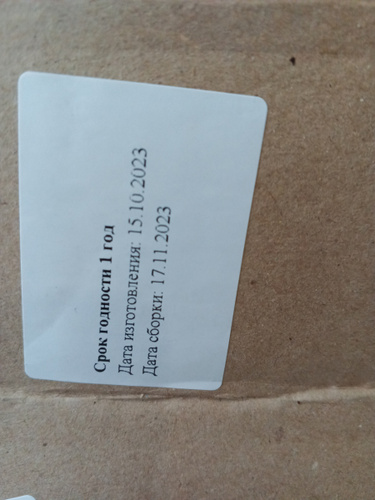 Срок годности 1 год
Дата изготовления: 15.10.2023
Дата сборки: 17.11.2023